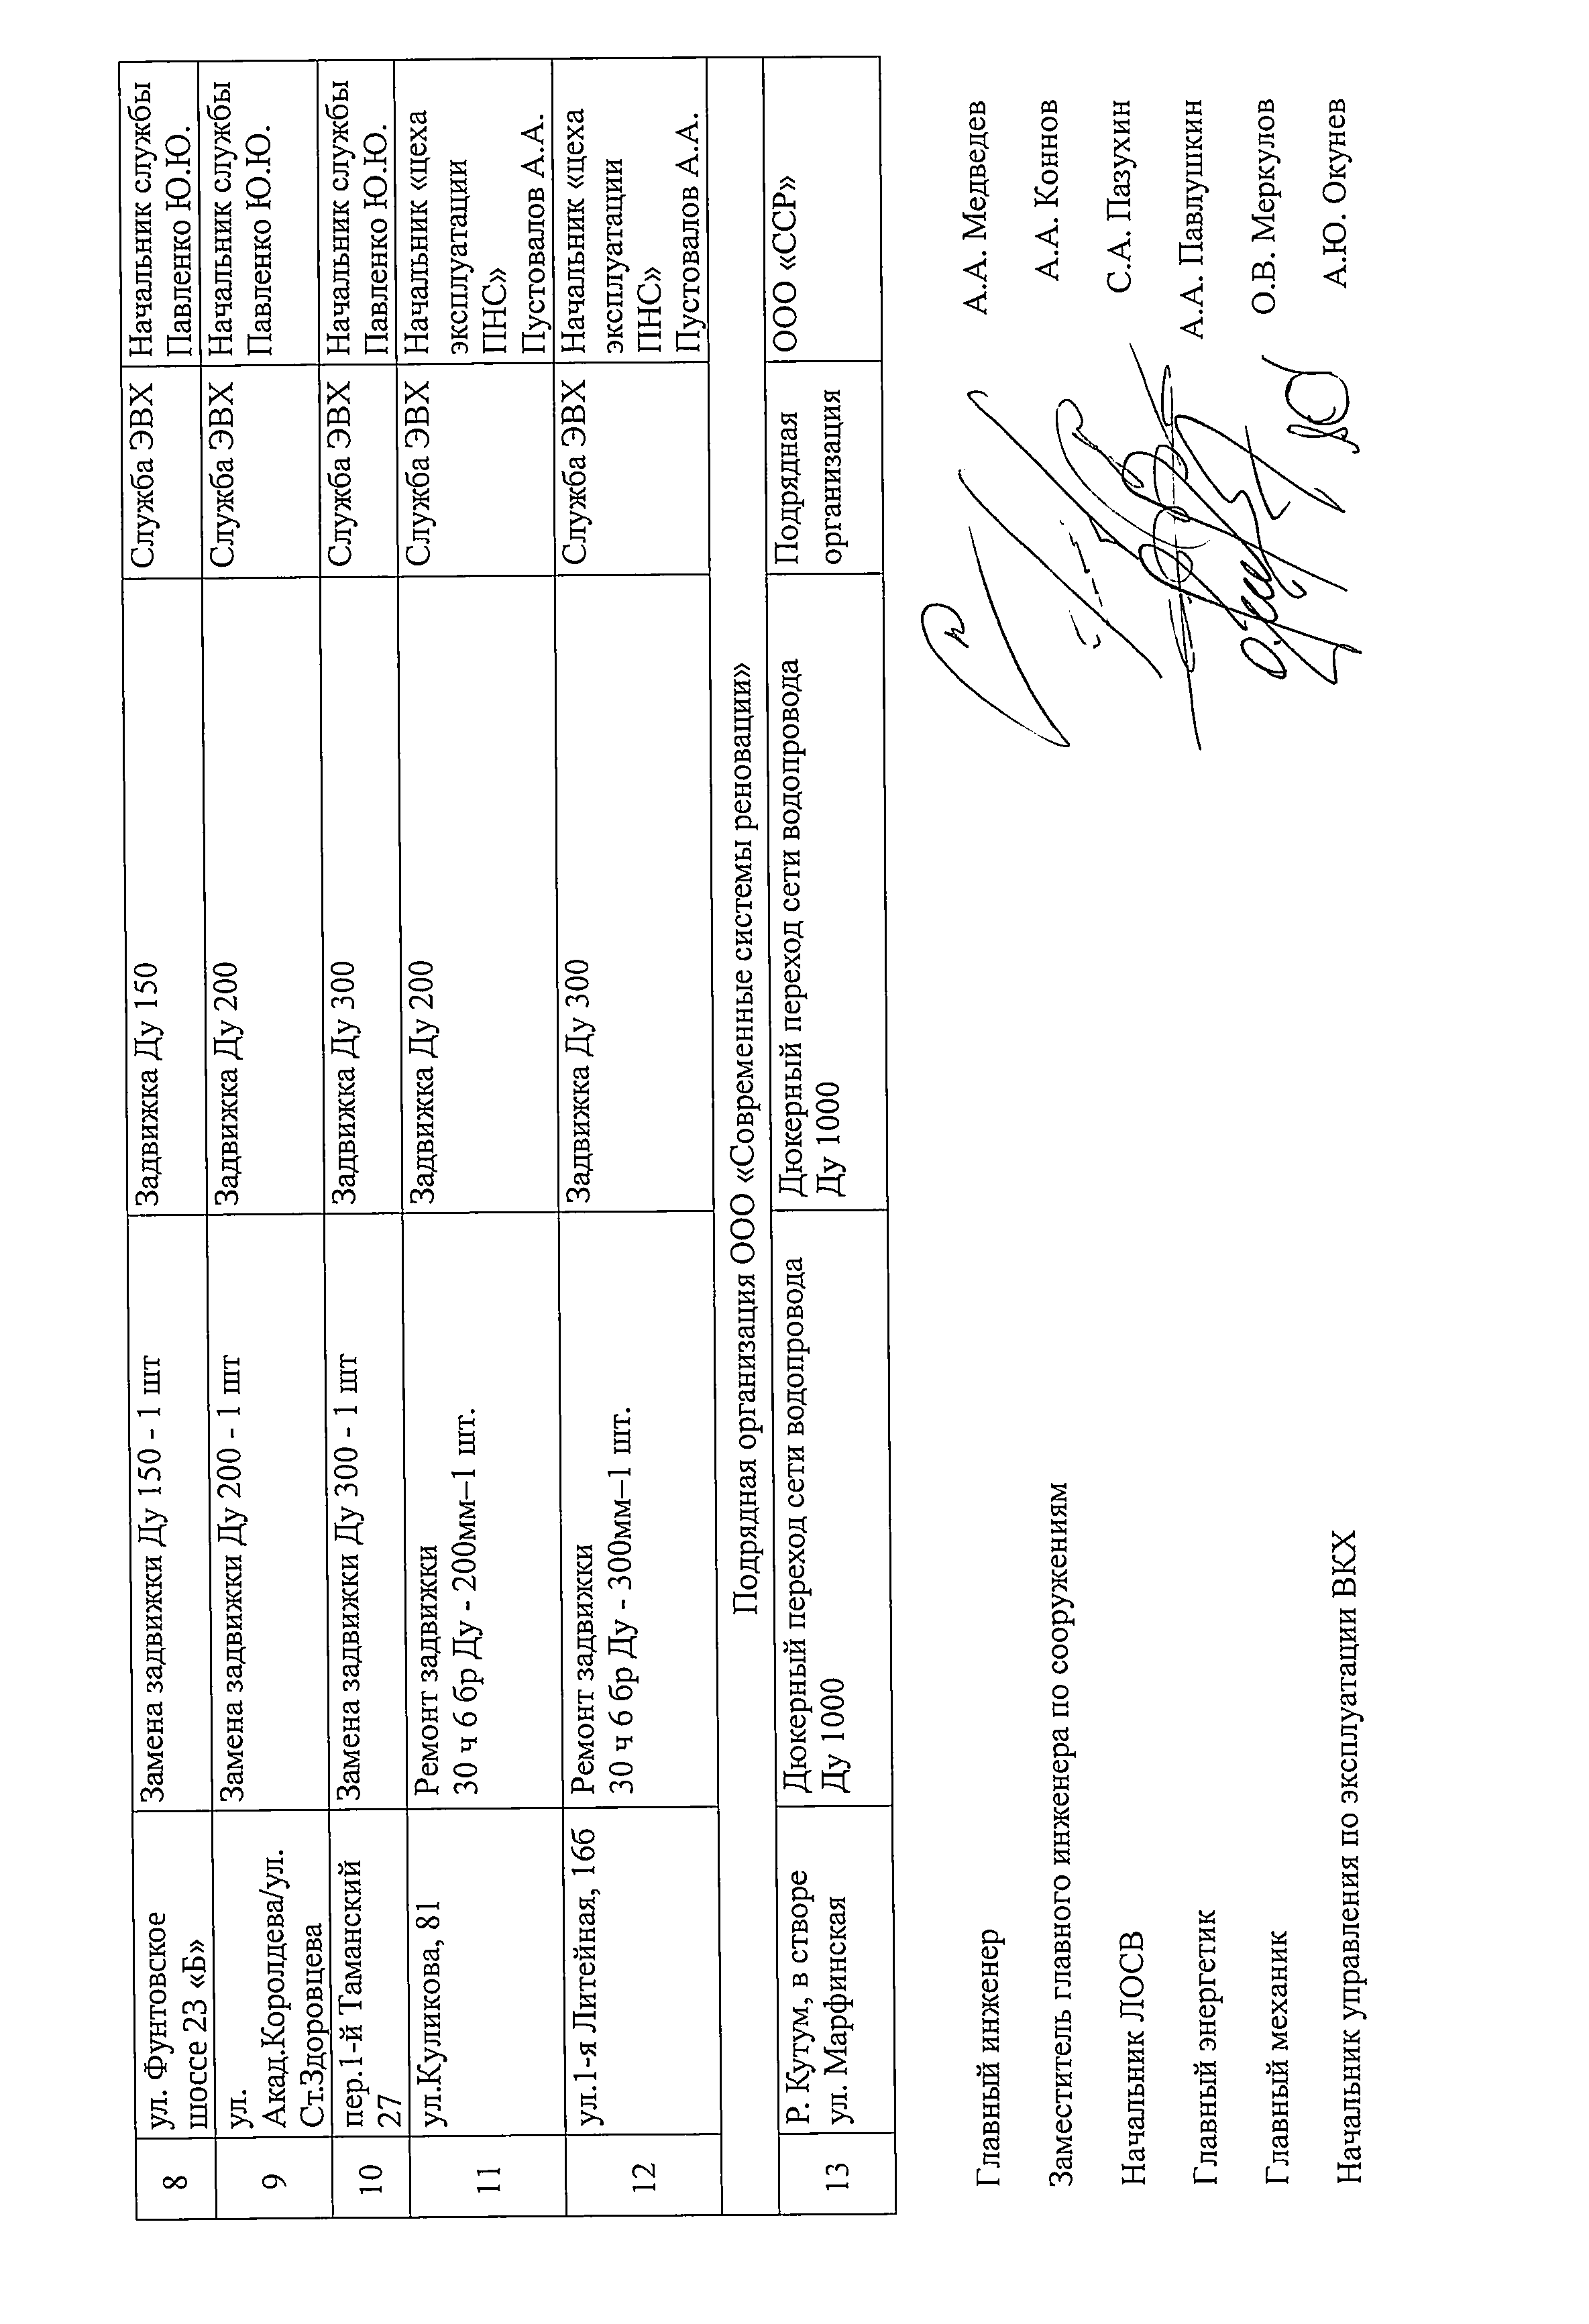 8
ул. Фунтовское
шоссе 23 «Б»
Замена задвижки Ду 150 - 1 шт
Задвижка Ду 150
Служба ЭВХ
Начальник службы
Павленко Ю.Ю.
9
ул.
Акад.Королдева/ул.
Ст.Здоровцева
Замена задвижки Ду 200 - 1 шт
Задвижка Ду 200
Служба ЭВХ
Начальник службы
Павленко Ю.Ю.
10
пер.1-й Таманский
27
Замена задвижки Ду 300 - 1 шт
Задвижка Ду 300
Служба ЭВХ
Начальник службы
Павленко Ю.Ю.
11
ул.Куликова, 81
Ремонт задвижки
30 ч 6 бр Ду - 200мм–1 шт.
Задвижка Ду 200
Служба ЭВХ
Начальник «цеха
эксплуатации
ПНС»
Пустовалов А.А.
12
ул.1-я Литейная, 16б
Ремонт задвижки
30 ч 6 бр Ду - 300мм–1 шт.
Задвижка Ду 300
Служба ЭВХ
Начальник «цеха
эксплуатации
ПНС»
Пустовалов А.А.
Подрядная организация ООО «Современные системы реновации»
13
Р. Кутум, в створе
ул. Марфинская
Дюкерный переход сети водопровода
Ду 1000
Дюкерный переход сети водопровода
Ду 1000
Подрядная
организация
ООО «ССР»
Главный инженер
А.А. Медведев
Заместитель главного инженера по сооружениям
А.А. Коннов
Начальник ЛОСВ
С.А. Пазухин
Главный энергетик
А.А. Павлушкин
Главный механик
О.В. Меркулов
Начальник управления по эксплуатации ВКХ
А.Ю. Окунев